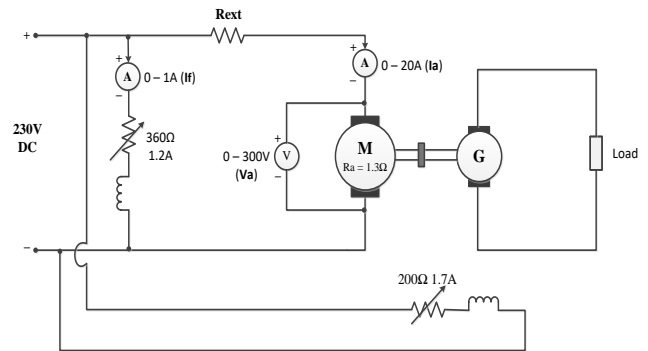 Rext
+
+
A
0 – 1A (If)
–
+
A
0 – 20A (Ia)
–
230V
DC
360Ω
1.2A
+
0 – 300V
V
(Va)
–
M
Ra = 1.3Ω
G
Load
–
200Ω 1.7A